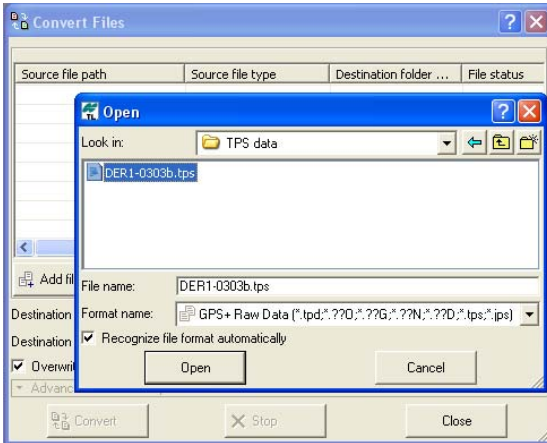 Convert Files
Source file path Source file type Destination folder ... File status
Open
Look in: TPS data
DER1-0303b.tps
Add fil
File name: DER1-0303b.tps
Destination Format name: GPS+ Raw Data (*.tpd;*.??O;*.??G;*.??N;*.??D;*.tps;*.jps)
Destination Recognize file format automatically
Overwri Open Cancel
Advanc
Convert Stop Close